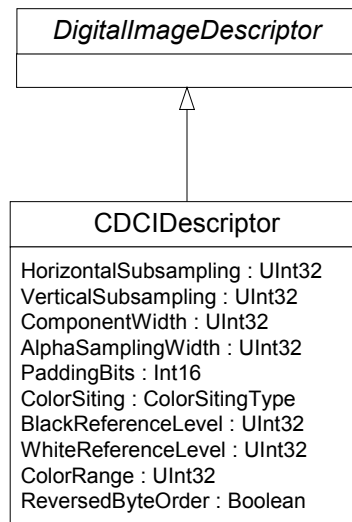 DigitalImageDescriptor
CDCIDescriptor
HorizontalSubsampling : UInt32
VerticalSubsampling : UInt32
ComponentWidth : UInt32
AlphaSamplingWidth : UInt32
PaddingBits : Int16
ColorSiting : ColorSitingType
BlackReferenceLevel : UInt32
WhiteReferenceLevel : UInt32
ColorRange : UInt32
ReversedByteOrder : Boolean